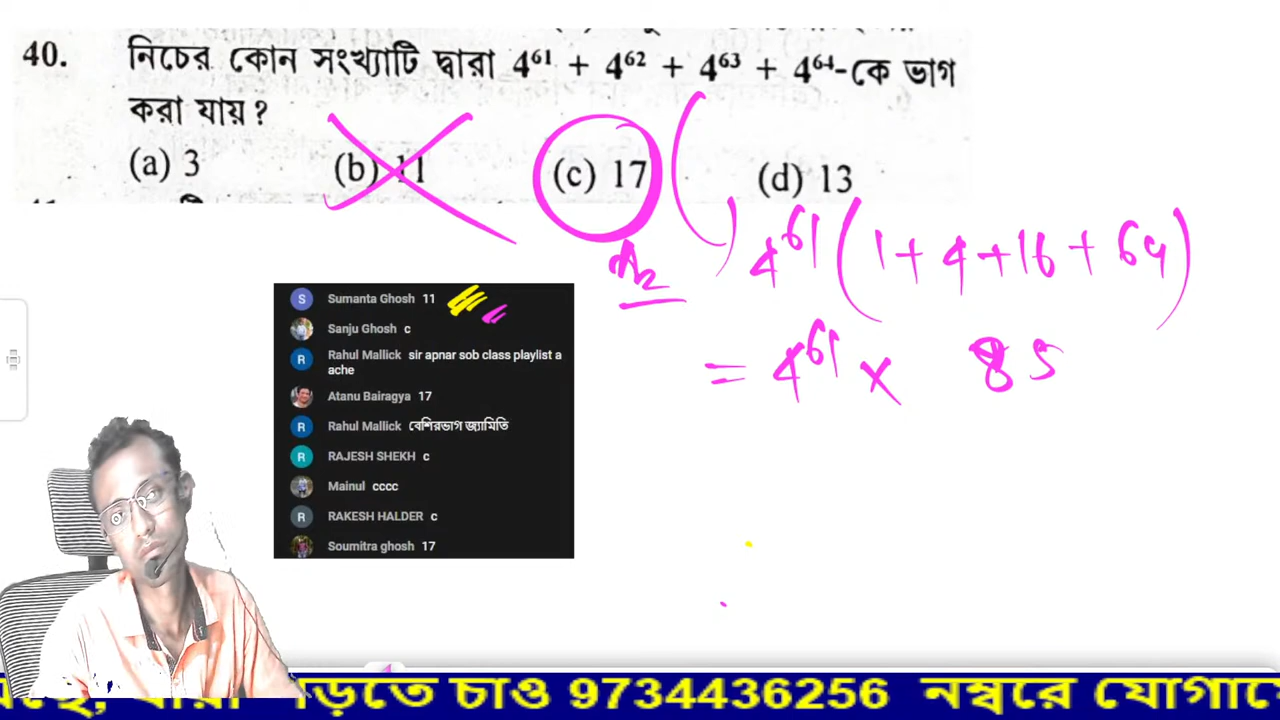 40. নিচের কোন সংখ্যাটি দ্বারা 4⁶¹ + 4⁶² + 4⁶³ + 4⁶⁴-কে ভাগ
করা যায় ?
(a) 3 (b) 11 (c) 17 (d) 13
4⁶¹ (1 + 4 + 16 + 64)
= 4⁶¹ × 85
Sumanta Ghosh 11
Sanju Ghosh c
Rahul Mallick sir apnar sob class playlist a
ache
Atanu Bairagya 17
Rahul Mallick বেশিরভাগ জ্যামিতি
RAJESH SHEKH c
Mainul cccc
RAKESH HALDER c
Soumitra ghosh 17
পড়তে চাও 9734436256 নম্বরে